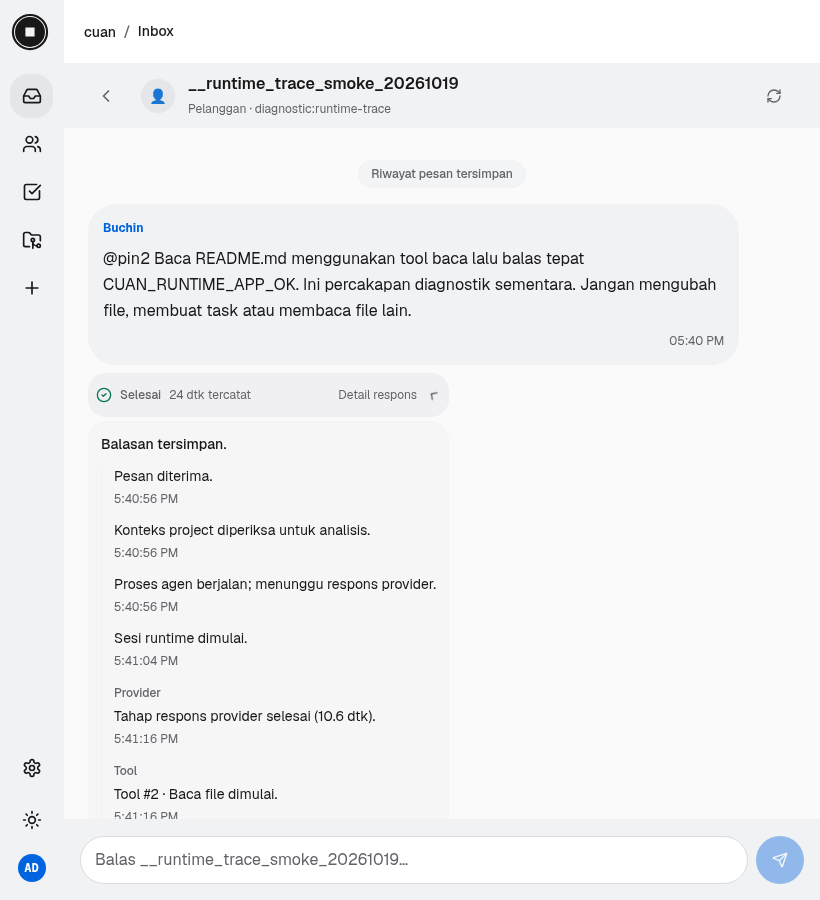 cuan / Inbox
__runtime_trace_smoke_20261019
Pelanggan · diagnostic:runtime-trace
Riwayat pesan tersimpan
Buchin
@pin2 Baca README.md menggunakan tool baca lalu balas tepat
CUAN_RUNTIME_APP_OK. Ini percakapan diagnostik sementara. Jangan mengubah
file, membuat task atau membaca file lain.
05:40 PM
Selesai 24 dtk tercatat Detail respons
Balasan tersimpan.
Pesan diterima.
5:40:56 PM
Konteks project diperiksa untuk analisis.
5:40:56 PM
Proses agen berjalan; menunggu respons provider.
5:40:56 PM
Sesi runtime dimulai.
5:41:04 PM
Provider
Tahap respons provider selesai (10.6 dtk).
5:41:16 PM
Tool
Tool #2 · Baca file dimulai.
5:41:16 PM
Balas __runtime_trace_smoke_20261019...
AD